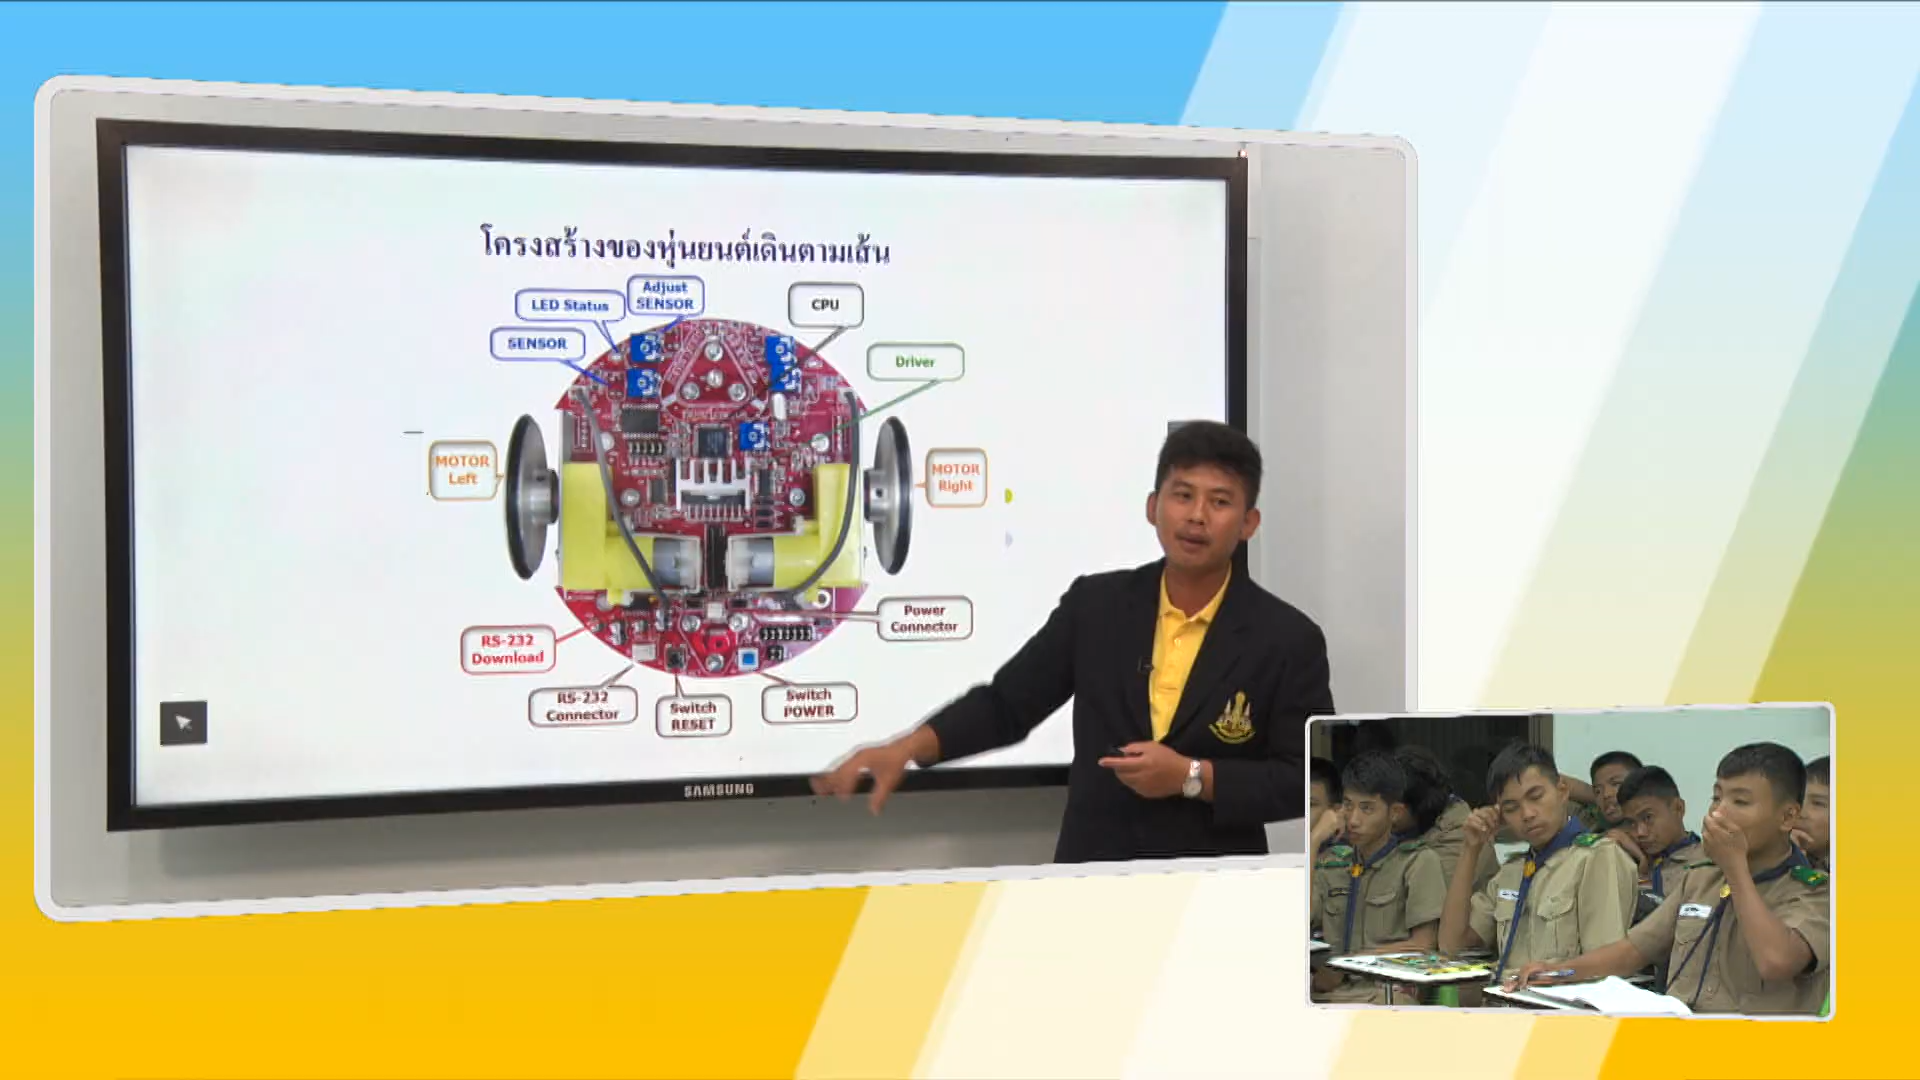 โครงสร้างของหุ่นยนต์เดินตามเส้น
Adjust
SENSOR
LED Status
CPU
SENSOR
Driver
MOTOR
Left
MOTOR
Right
Power
Connector
RS-232
Download
RS-232
Connector
Switch
RESET
Switch
POWER
SAMSUNG